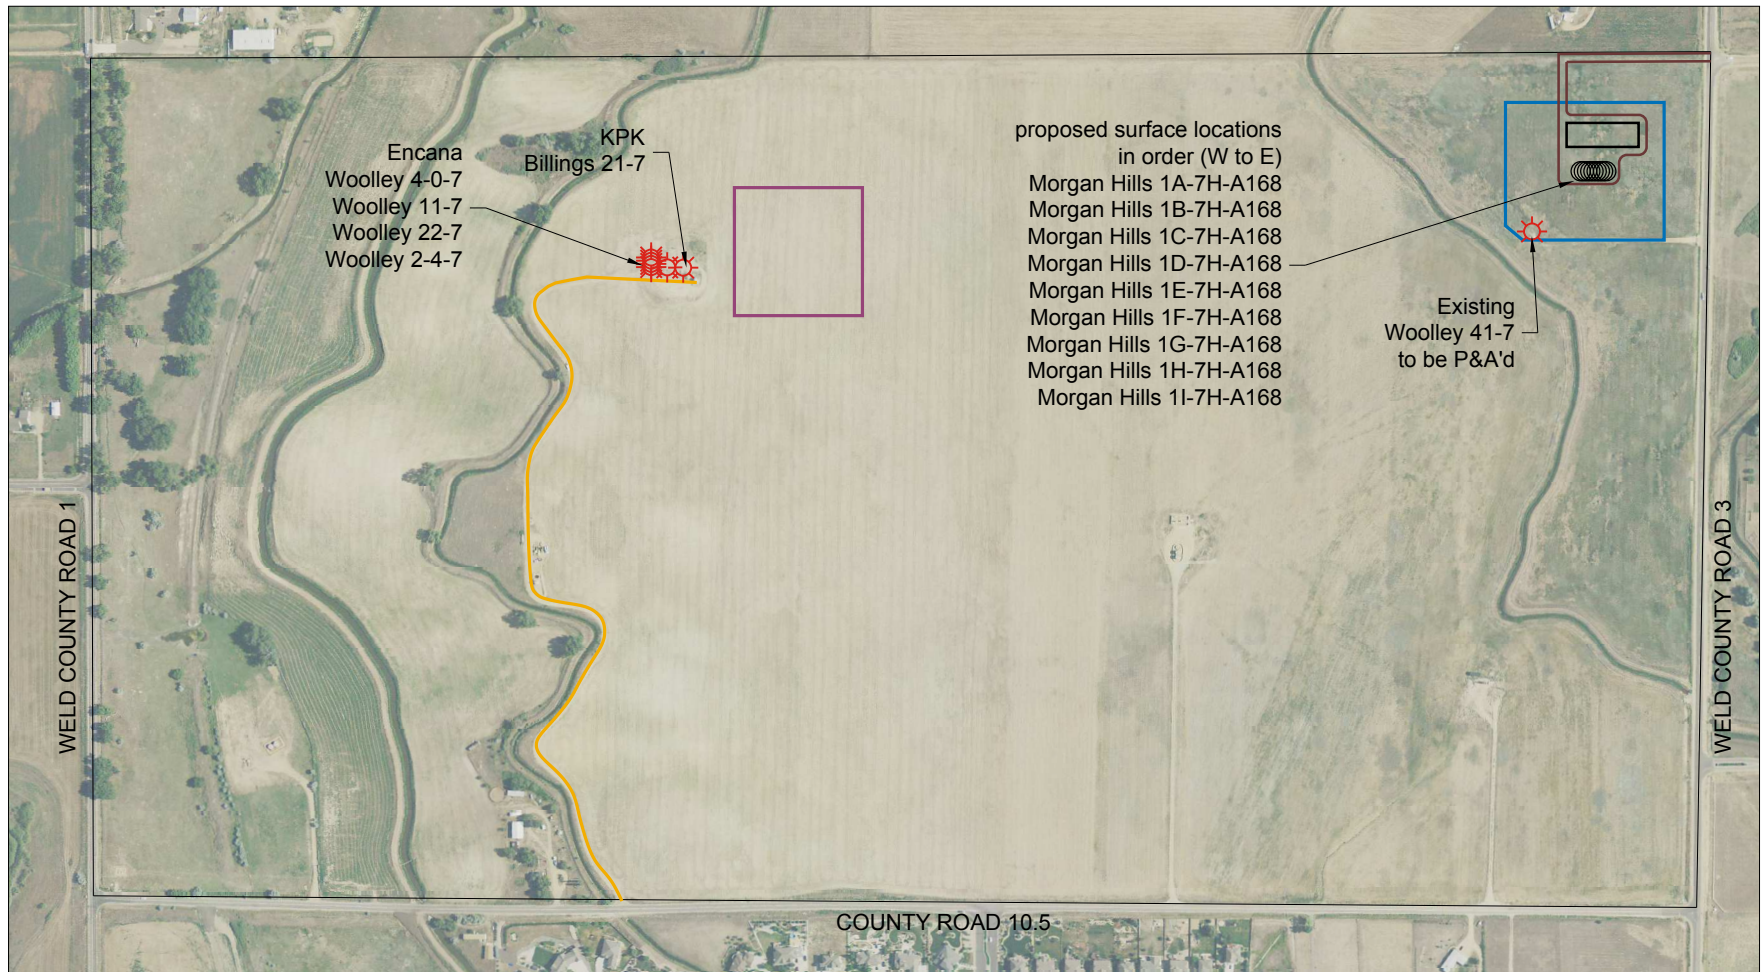 Encana
Woolley 4-0-7
Woolley 11-7
Woolley 22-7
Woolley 2-4-7
KPK
Billings 21-7
proposed surface locations
in order (W to E)
Morgan Hills 1A-7H-A168
Morgan Hills 1B-7H-A168
Morgan Hills 1C-7H-A168
Morgan Hills 1D-7H-A168
Morgan Hills 1E-7H-A168
Morgan Hills 1F-7H-A168
Morgan Hills 1G-7H-A168
Morgan Hills 1H-7H-A168
Morgan Hills 1I-7H-A168
Existing
Woolley 41-7
to be P&A'd
WELD COUNTY ROAD 1
WELD COUNTY ROAD 3
COUNTY ROAD 10.5